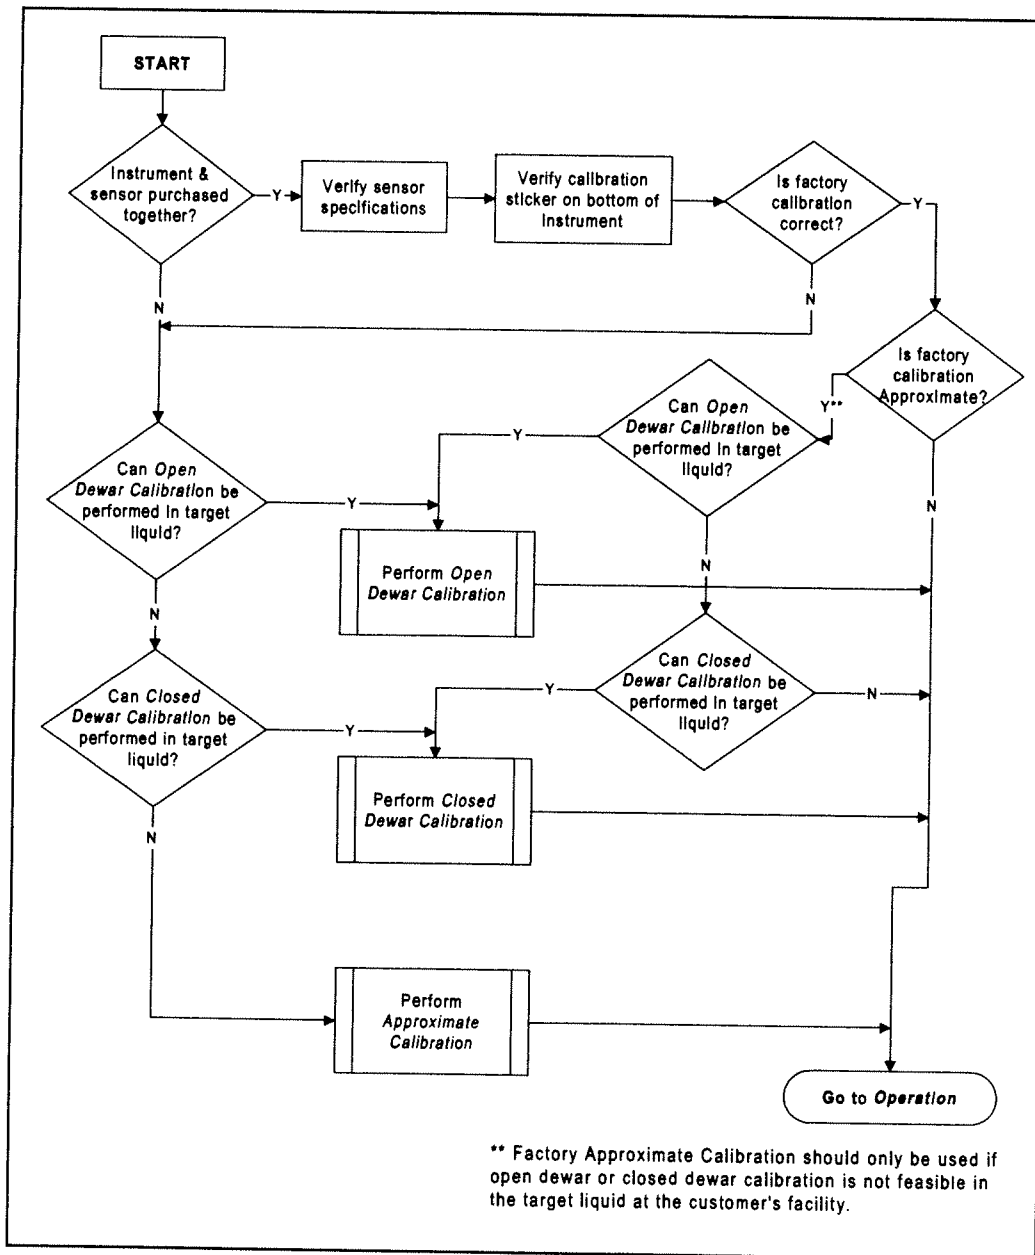 START
Instrument &
sensor purchased
together?
Y
Verify sensor
specifications
Verify calibration
sticker on bottom of
instrument
Is factory
calibration
correct?
Y
N
N
Is factory
calibration
Approximate?
Y**
N
Can Open
Dewar Calibration be
performed in target
liquid?
Y
N
Can Open
Dewar Calibration be
performed in target
liquid?
Y
N
Perform Open
Dewar Calibration
Can Closed
Dewar Calibration be
performed in target
liquid?
Y
N
Can Closed
Dewar Calibration be
performed in target
liquid?
Y
N
Perform Closed
Dewar Calibration
Perform
Approximate
Calibration
Go to Operation
** Factory Approximate Calibration should only be used if
open dewar or closed dewar calibration is not feasible in
the target liquid at the customer's facility.